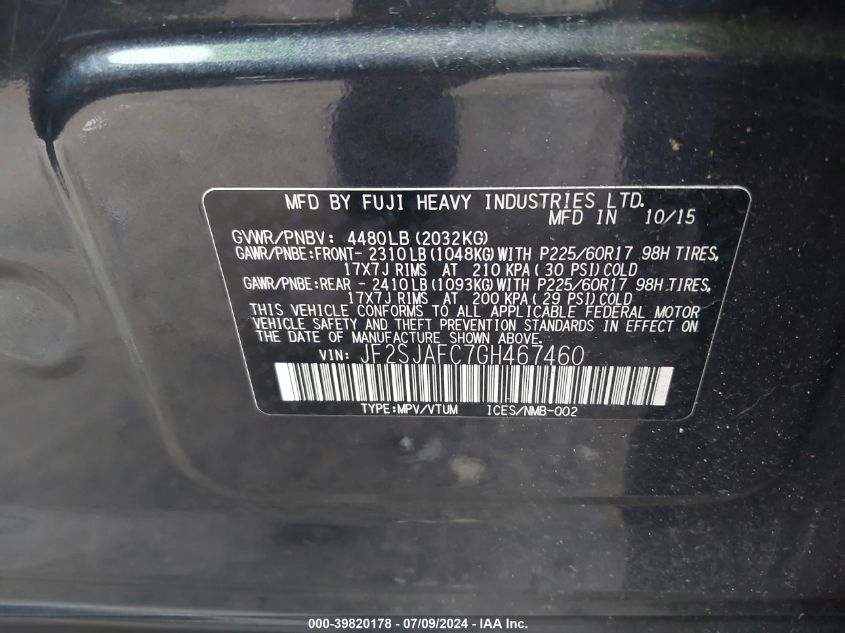 MFD BY FUJI HEAVY INDUSTRIES LTD.
MFD IN 10/15
GVWR/PNBV: 4480LB (2032KG)
GAWR/PNBE:FRONT- 2310LB (1048KG) WITH P225/60R17 98H TIRES,
17X7J RIMS AT 210 KPA ( 30 PSI) COLD
GAWR/PNBE:REAR - 2410LB (1093KG) WITH P225/60R17 98H TIRES,
17X7J RIMS AT 200 KPA ( 29 PSI) COLD
THIS VEHICLE CONFORMS TO ALL APPLICABLE FEDERAL MOTOR
VEHICLE SAFETY AND THEFT PREVENTION STANDARDS IN EFFECT ON
THE DATE OF MANUFACTURE SHOWN ABOVE.
VIN: JF2SJAFC7GH467460
TYPE:MPV/VTUM ICES/NMB-002
000-39820178 - 07/09/2024 - IAA Inc.